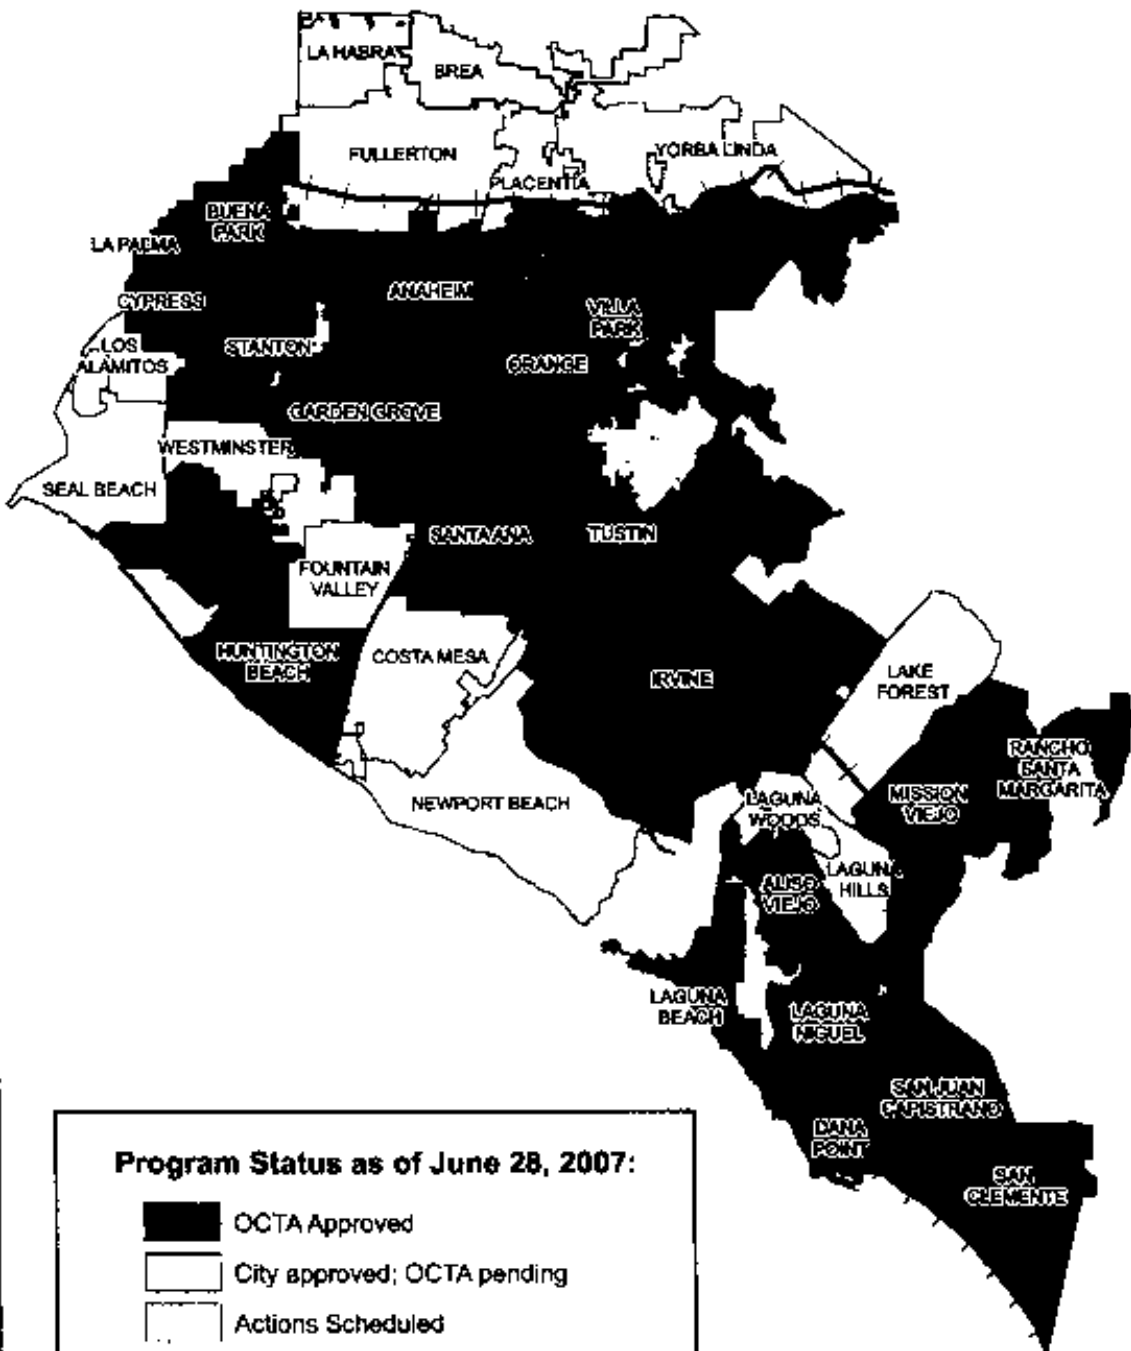 LA HABRA
BREA
FULLERTON
YORBA LINDA
PLACENTIA
BUENA
PARK
LA PALMA
ANAHEIM
CYPRESS
VILLA
PARK
STANTON
LOS
ALAMITOS
ORANGE
GARDEN GROVE
WESTMINSTER
SEAL BEACH
SANTA ANA
TUSTIN
FOUNTAIN
VALLEY
HUNTINGTON
BEACH
COSTA MESA
IRVINE
LAKE
FOREST
RANCHO
SANTA
MARGARITA
MISSION
VIEJO
NEWPORT BEACH
LAGUNA
WOODS
LAGUNA
HILLS
ALISO
VIEJO
LAGUNA
BEACH
LAGUNA
NIGUEL
SAN JUAN
CAPISTRANO
DANA
POINT
SAN
CLEMENTE
Program Status as of June 28, 2007:
OCTA Approved
City approved; OCTA pending
Actions Scheduled